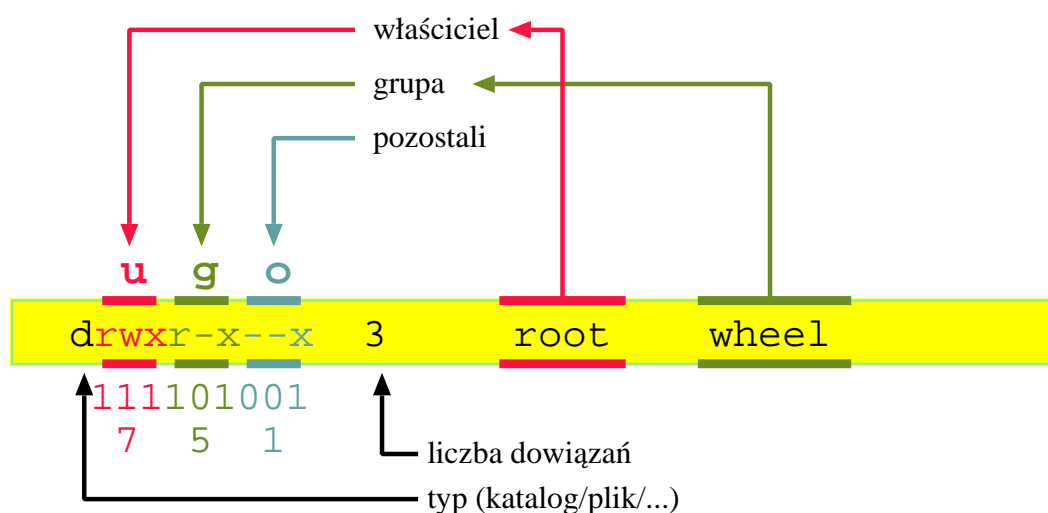 właściciel
grupa
pozostali
u g o
drwxr-x--x 3 root wheel
111101001
7 5 1
liczba dowiązań
typ (katalog/plik/...)